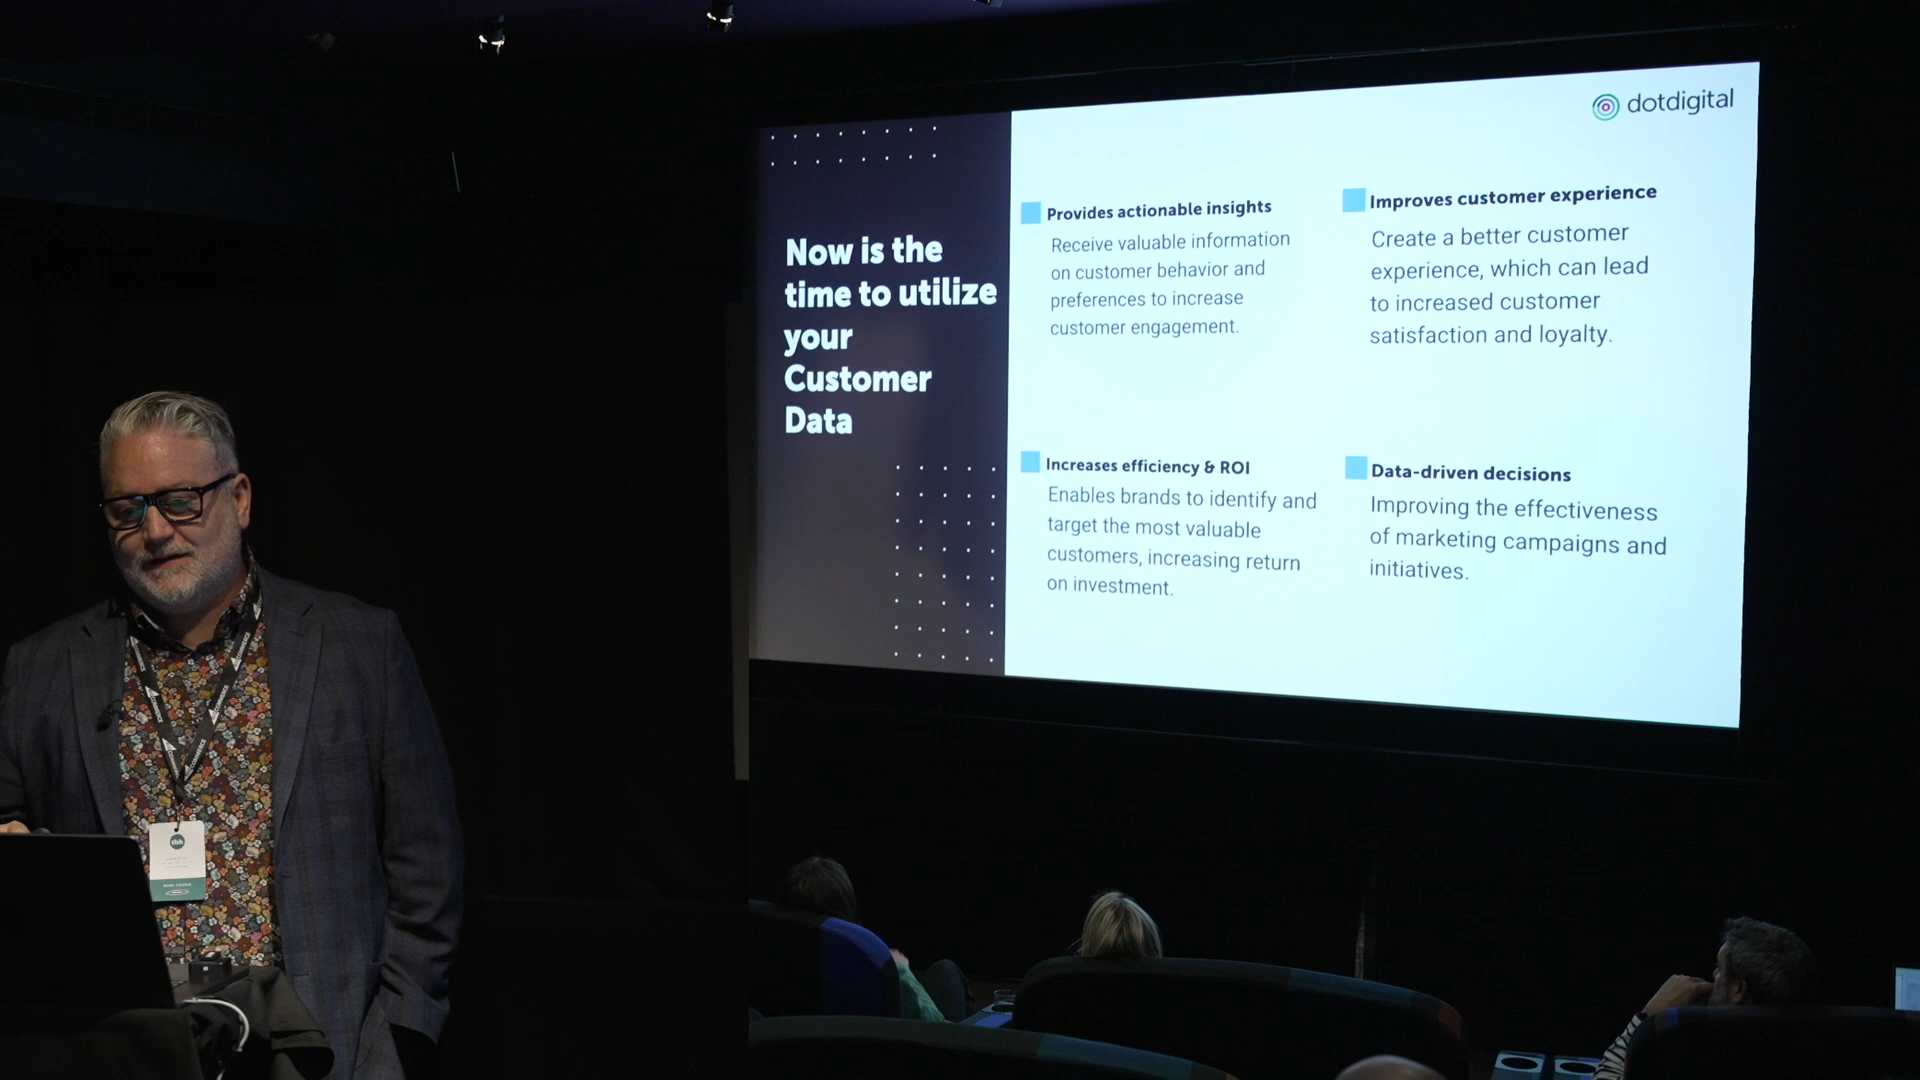 dotdigital
Now is the
time to utilize
your
Customer
Data
Provides actionable insights
Receive valuable information
on customer behavior and
preferences to increase
customer engagement.
Improves customer experience
Create a better customer
experience, which can lead
to increased customer
satisfaction and loyalty.
Increases efficiency & ROI
Enables brands to identify and
target the most valuable
customers, increasing return
on investment.
Data-driven decisions
Improving the effectiveness
of marketing campaigns and
initiatives.
COMMERCE
COMMERCE
tbh